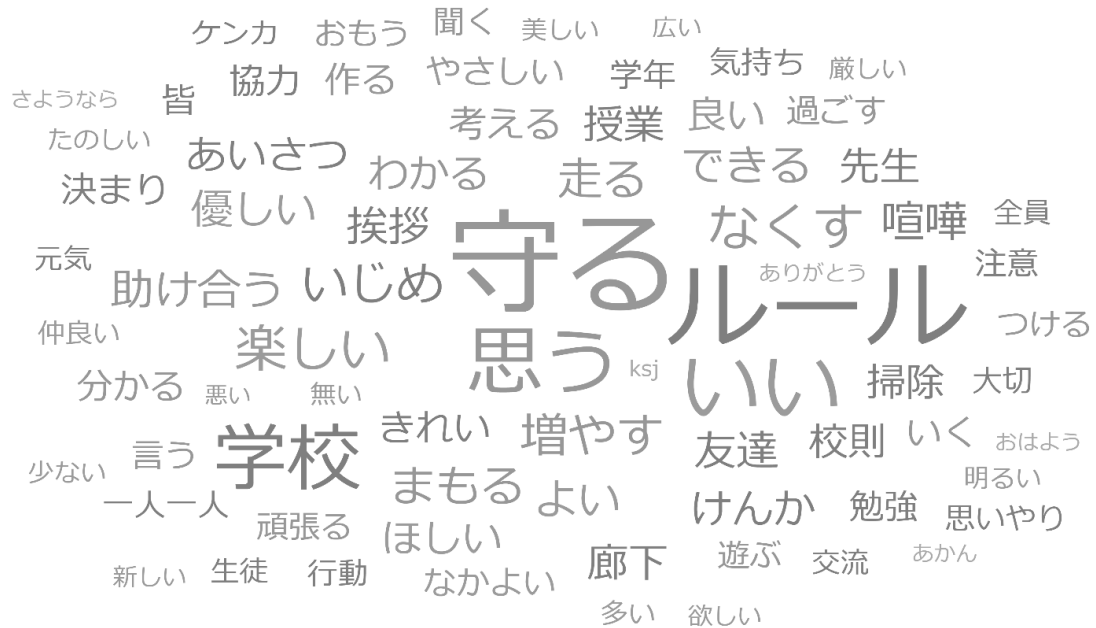 ケンカ おもう 聞く 美しい 広い
協力 作る やさしい 学年 気持ち 厳しい
さようなら 皆 考える 授業 良い 過ごす
たのしい あいさつ わかる 走る できる 先生
決まり 優しい 挨拶 守る なくす 喧嘩 全員
元気 助け合う いじめ ルール ありがとう 注意
仲良い 楽しい 思う ksj いい つける
分かる 悪い 無い 掃除 大切
学校 きれい 増やす 友達 校則 いく おはよう
少ない 言う まもる よい 明るい
一人一人 頑張る ほしい けんか 勉強 思いやり
新しい 生徒 行動 なかよい 廊下 遊ぶ 交流 あかん
多い 欲しい